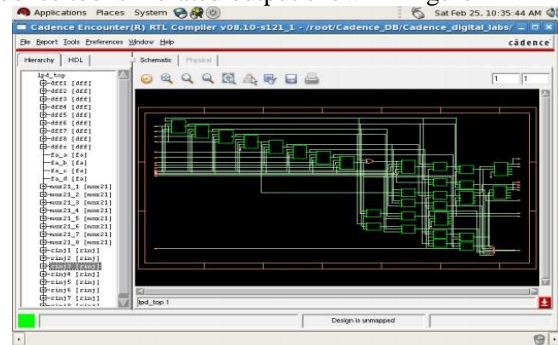 Applications Places System
Sat Feb 25, 10:35:44 AM
Cadence Encounter(R) RTL Compiler v08.10-s121_1 - /root/Cadence_DB/Cadence_digital_labs/
File Report Tools Preferences Window Help
cādence
Hierarchy HDL
Schematic Physical
1 1
lpd_top
dff1 [dff]
dff2 [dff]
dff3 [dff]
dff4 [dff]
dff5 [dff]
dff6 [dff]
dff7 [dff]
dff8 [dff]
dffs [dff]
fa_a [fa]
fa_b [fa]
fa_c [fa]
fa_d [fa]
mux21_1 [mux21]
mux21_2 [mux21]
mux21_3 [mux21]
mux21_4 [mux21]
mux21_5 [mux21]
mux21_6 [mux21]
mux21_7 [mux21]
mux21_8 [mux21]
rinj1 [rinj]
rinj2 [rinj]
rinj3 [rinj]
rinj4 [rinj]
rinj5 [rinj]
rinj6 [rinj]
rinj7 [rinj]
lpd_top 1
Design is unmapped